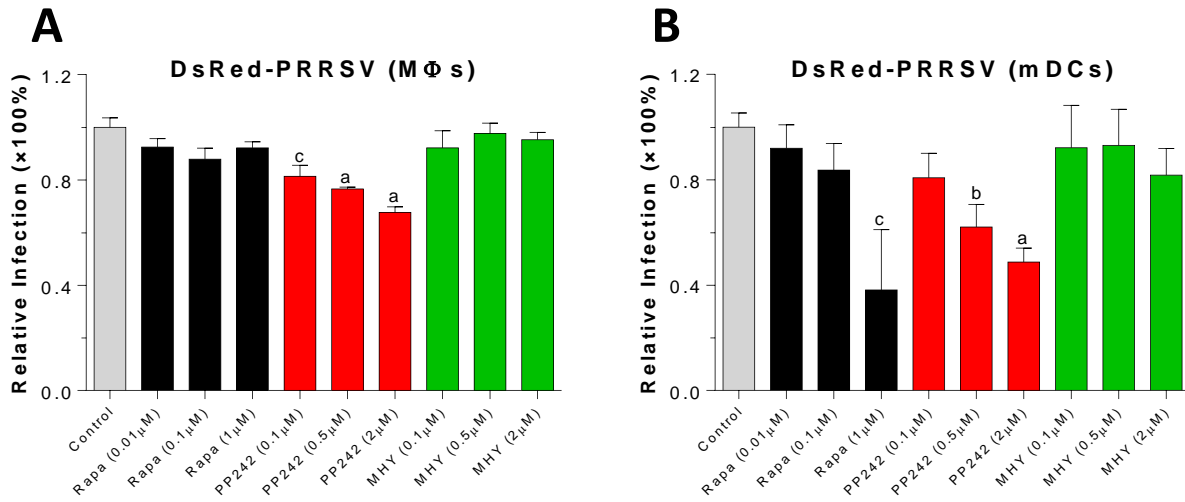 A
DsRed-PRRSV (MΦs)
Relative Infection (×100%)
1.2
0.8
0.4
0.0
c
a
a
Control
Rapa (0.01μM)
Rapa (0.1μM)
Rapa (1μM)
PP242 (0.1μM)
PP242 (0.5μM)
PP242 (2μM)
MHY (0.1μM)
MHY (0.5μM)
MHY (2μM)
B
DsRed-PRRSV (mDCs)
Relative Infection (×100%)
1.2
0.8
0.4
0.0
c
b
a
Control
Rapa (0.01μM)
Rapa (0.1μM)
Rapa (1μM)
PP242 (0.1μM)
PP242 (0.5μM)
PP242 (2μM)
MHY (0.1μM)
MHY (0.5μM)
MHY (2μM)